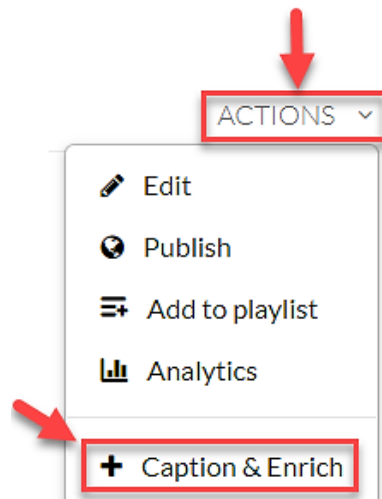 ACTIONS
Edit
Publish
Add to playlist
Analytics
Caption & Enrich